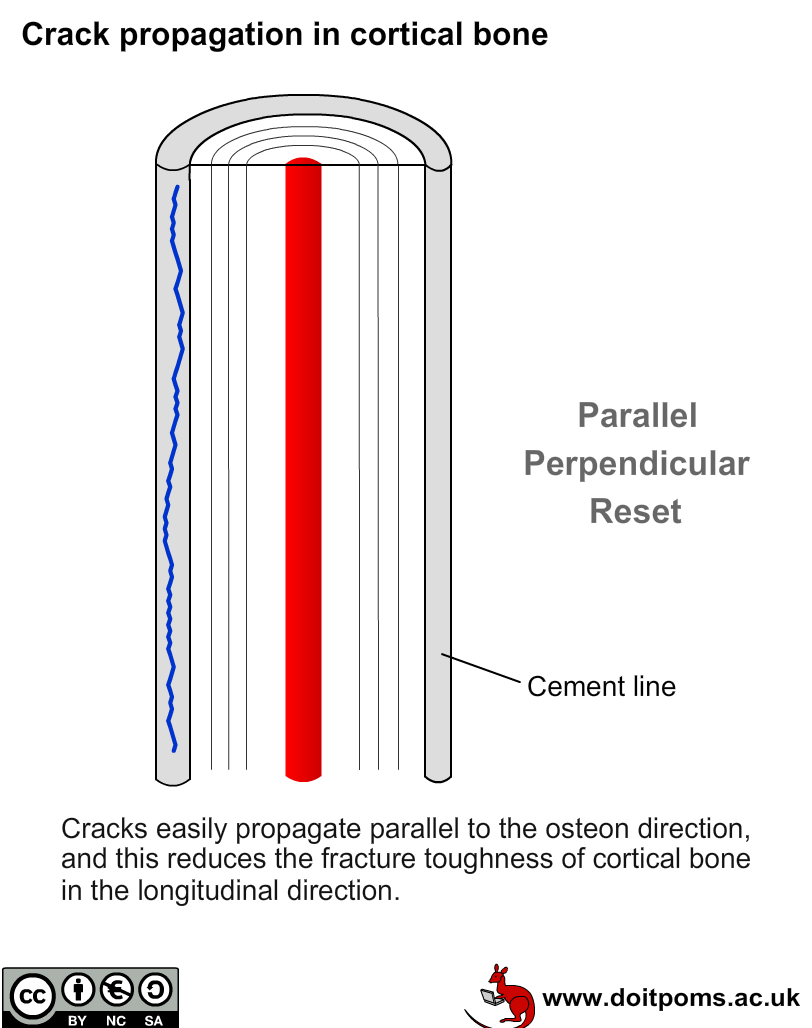 Crack propagation in cortical bone
Parallel
Perpendicular
Reset
Cement line
Cracks easily propagate parallel to the osteon direction,
and this reduces the fracture toughness of cortical bone
in the longitudinal direction.
cc
BY NC SA
www.doitpoms.ac.uk